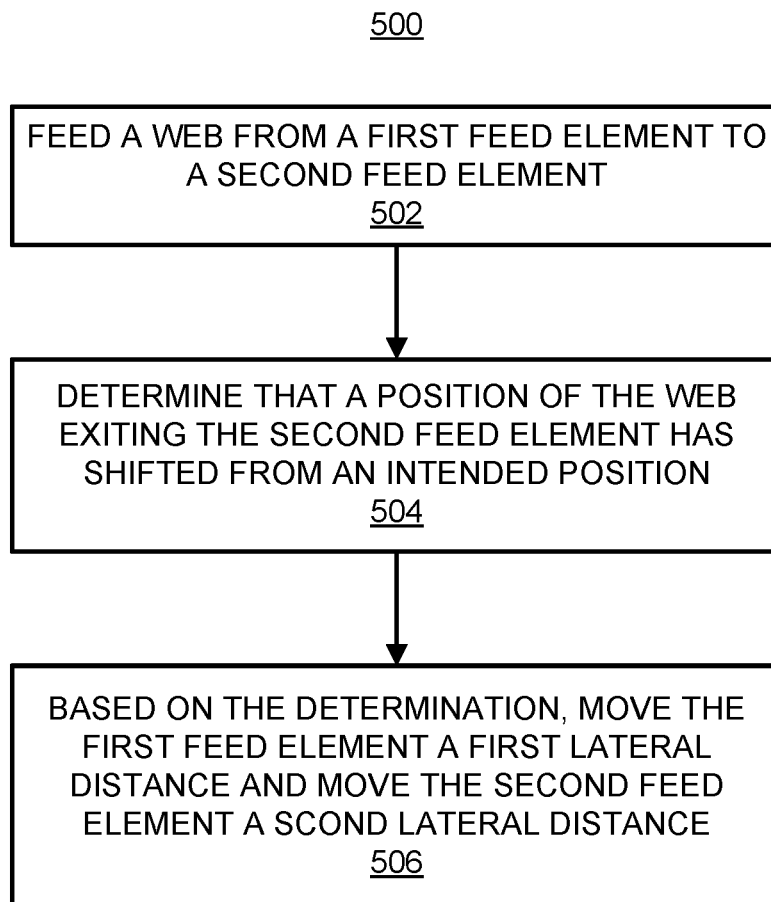 500
FEED A WEB FROM A FIRST FEED ELEMENT TO
A SECOND FEED ELEMENT
502
DETERMINE THAT A POSITION OF THE WEB
EXITING THE SECOND FEED ELEMENT HAS
SHIFTED FROM AN INTENDED POSITION
504
BASED ON THE DETERMINATION, MOVE THE
FIRST FEED ELEMENT A FIRST LATERAL
DISTANCE AND MOVE THE SECOND FEED
ELEMENT A SCOND LATERAL DISTANCE
506